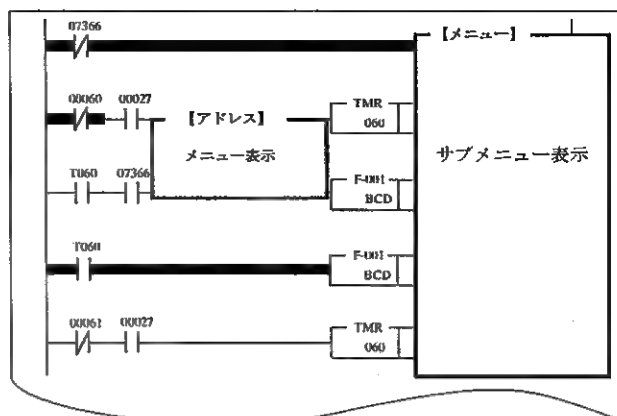 07366
【メニュー】
00060 00027
【アドレス】
TMR
060
メニュー表示
サブメニュー表示
T060 07366
F-001
BCD
T060
F-001
BCD
00061 00027
TMR
060